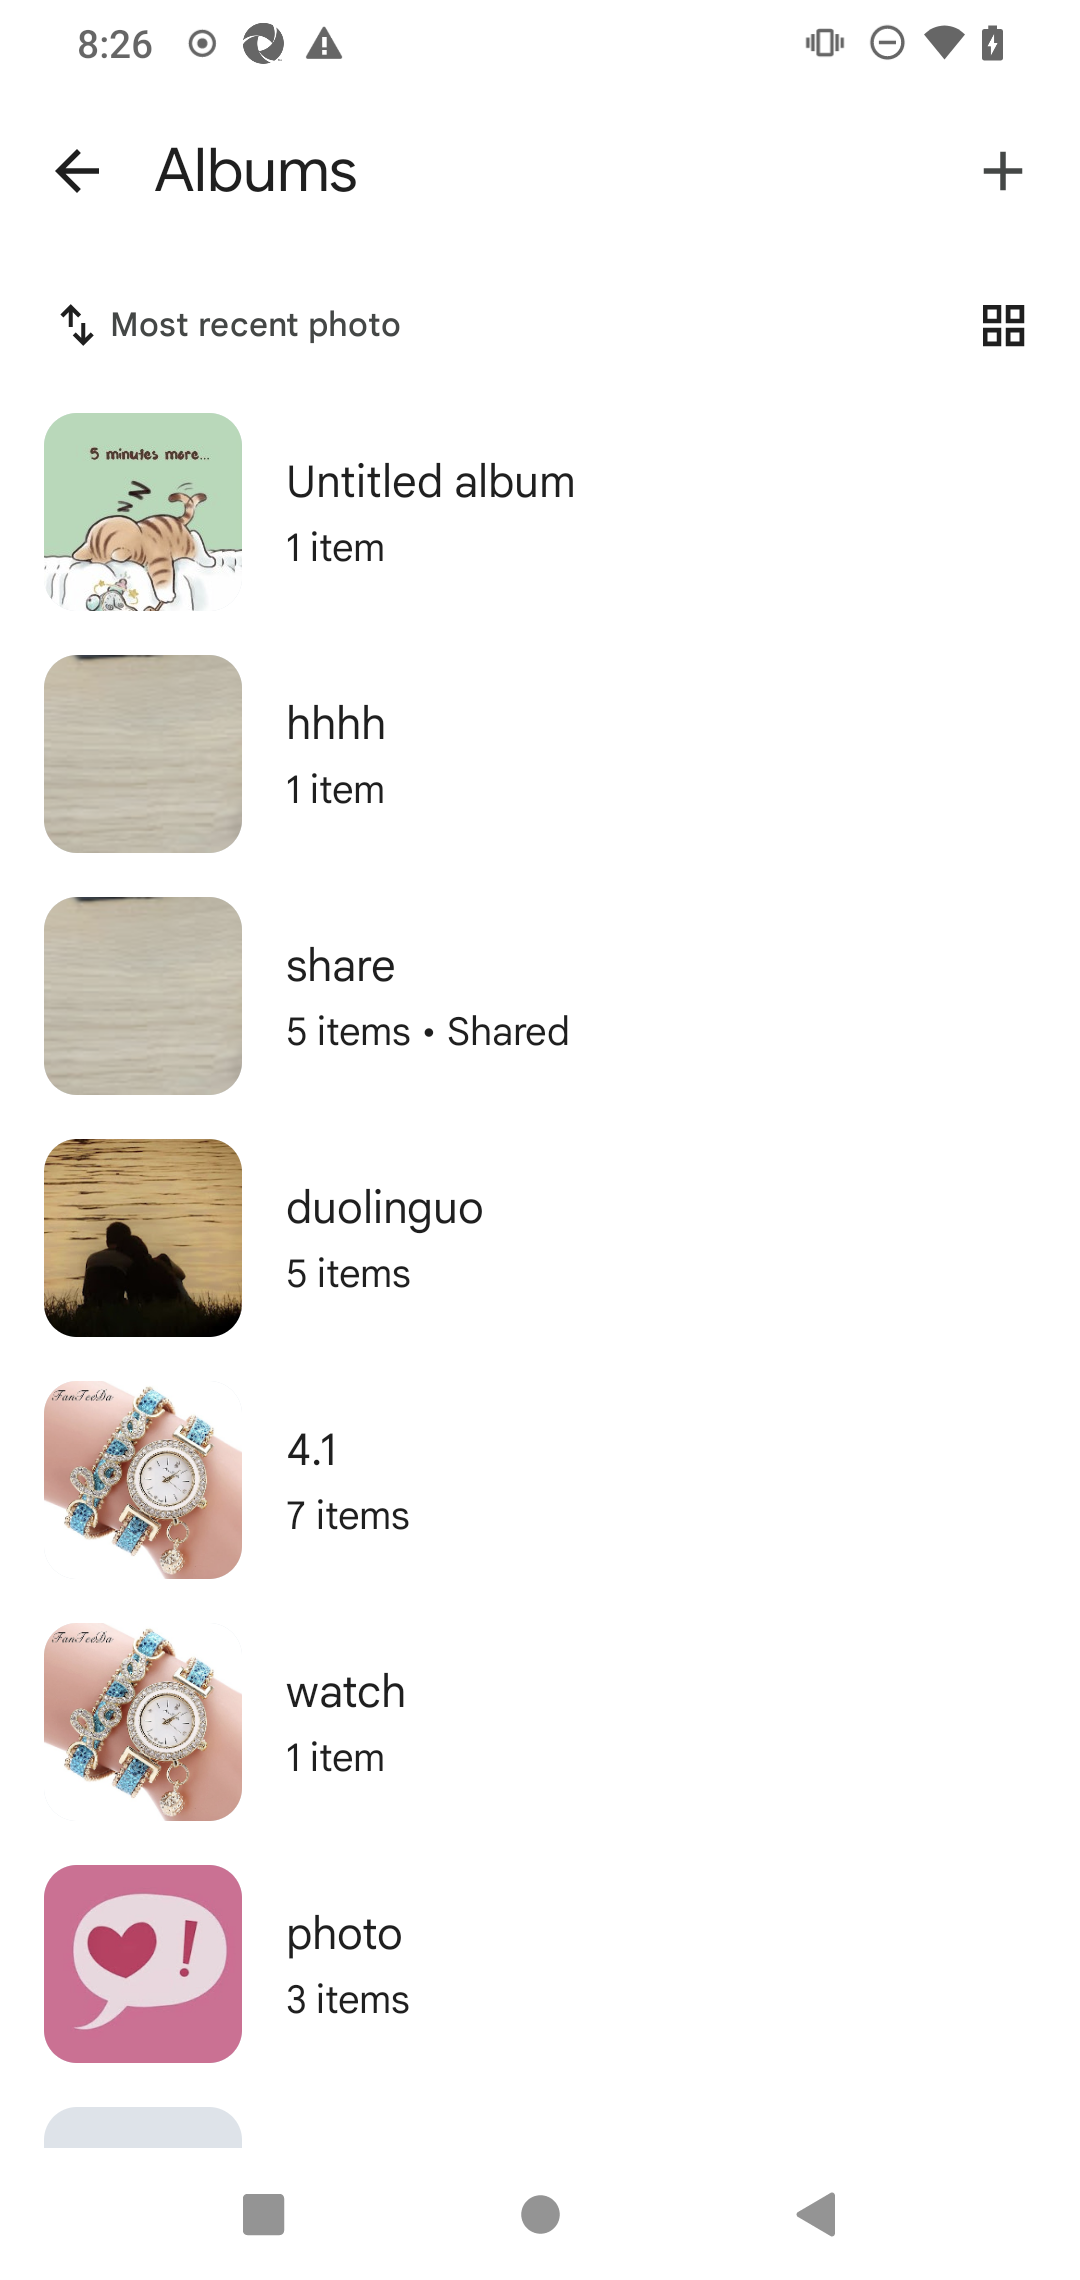 8:26
Albums
Most recent photo
5 minutes more...
Untitled album
1 item
hhhh
1 item
share
5 items • Shared
duolinguo
5 items
FanTeeDa
4.1
7 items
FanTeeDa
watch
1 item
photo
3 items